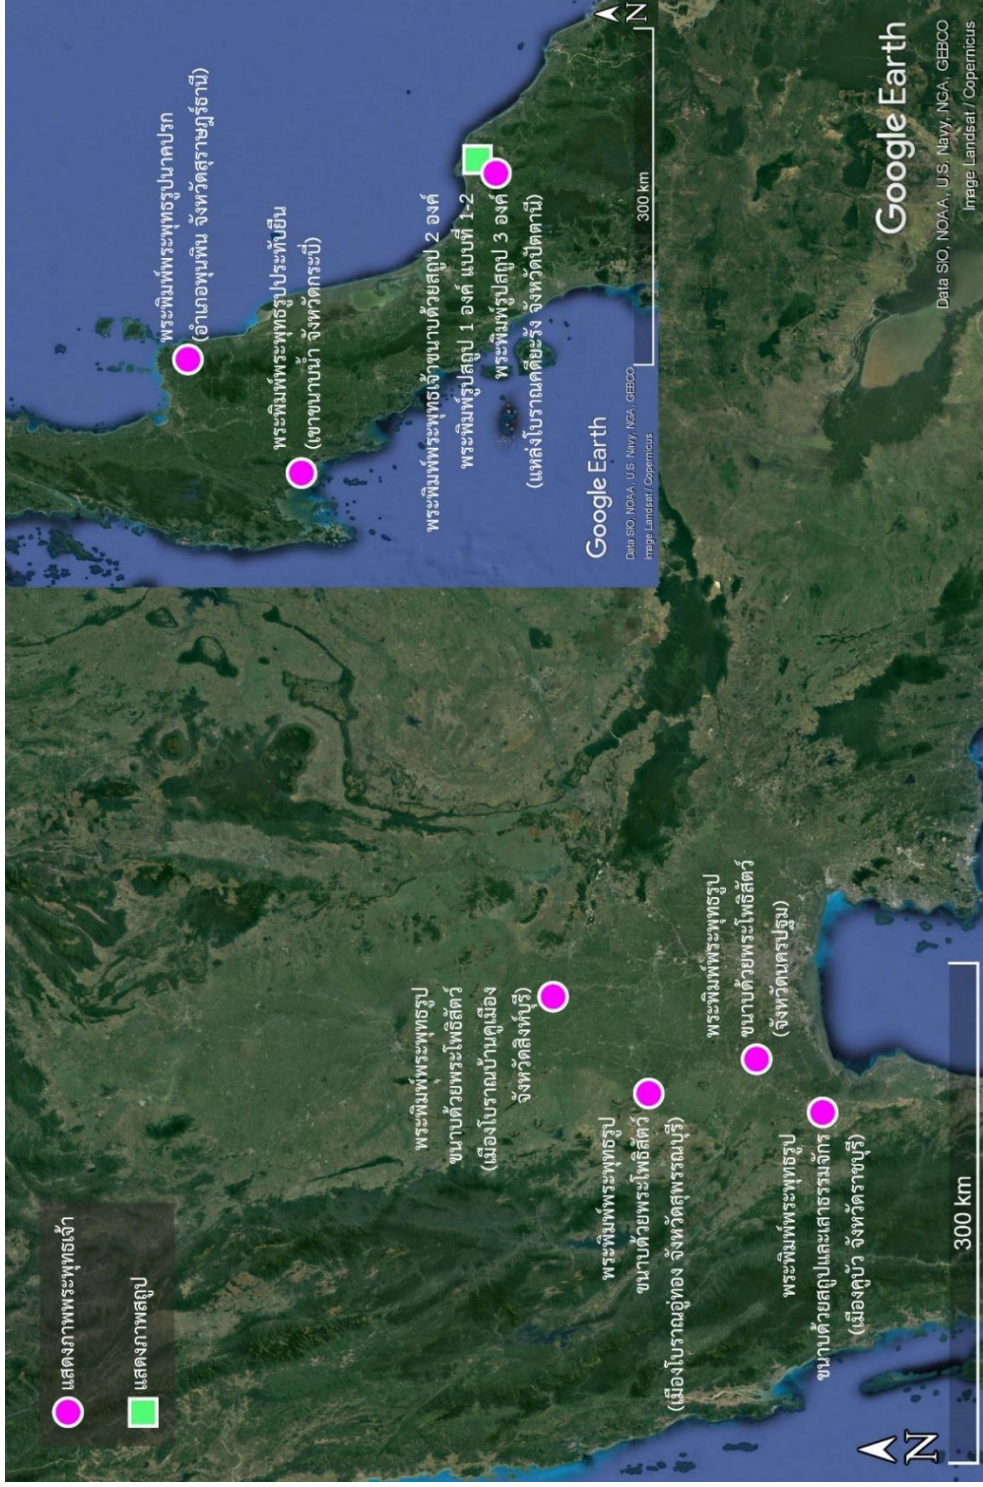 แสดงภาพพระพุทธเจ้า
แสดงภาพสถูป
พระพิมพ์พระพุทธรูป
ขนาบด้วยพระโพธิสัตว์
(เมืองโบราณบ้านคูเมือง
จังหวัดสิงห์บุรี)
พระพิมพ์พระพุทธรูป
ขนาบด้วยพระโพธิสัตว์
(เมืองโบราณอู่ทอง จังหวัดสุพรรณบุรี)
พระพิมพ์พระพุทธรูป
ขนาบด้วยพระโพธิสัตว์
(จังหวัดนครปฐม)
พระพิมพ์พระพุทธรูป
ขนาบด้วยสถูปและเสาธรรมจักร
(เมืองคูบัว จังหวัดราชบุรี)
N
300 km
พระพิมพ์พระพุทธรูปนาคปรก
(อำเภอพุนพิน จังหวัดสุราษฎร์ธานี)
พระพิมพ์พระพุทธรูปประทับยืน
(เขาขนาบน้ำ จังหวัดกระบี่)
พระพิมพ์พระพุทธเจ้าขนาบด้วยสถูป 2 องค์
พระพิมพ์รูปสถูป 1 องค์ แบบที่ 1-2
พระพิมพ์รูปสถูป 3 องค์
(แหล่งโบราณคดียะรัง จังหวัดปัตตานี)
Google Earth
Data SIO, NOAA, U.S. Navy, NGA, GEBCO
Image Landsat / Copernicus
300 km
N
Google Earth
Data SIO, NOAA, U.S. Navy, NGA, GEBCO
Image Landsat / Copernicus